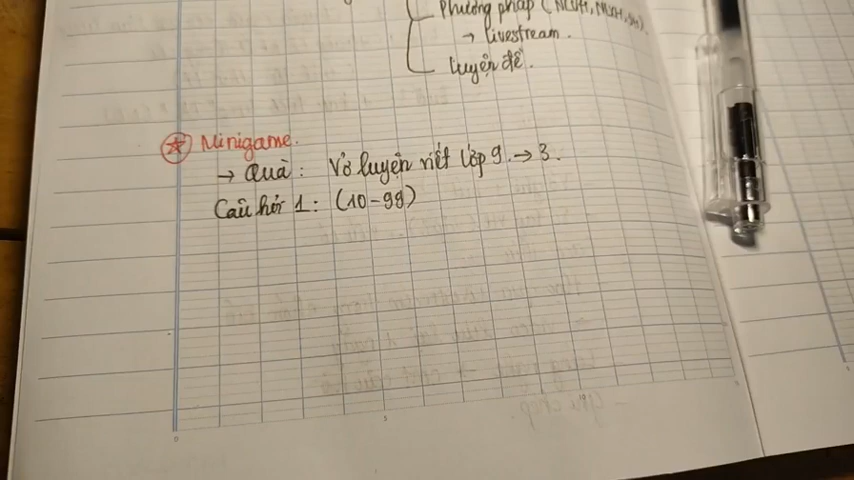 Phương pháp (NLVH, NLXH,
→ livestream.
luyện đề.
Minigame.
→ Quà: Vở luyện viết lớp 9. → 3.
Câu hỏi 1: (10-99)